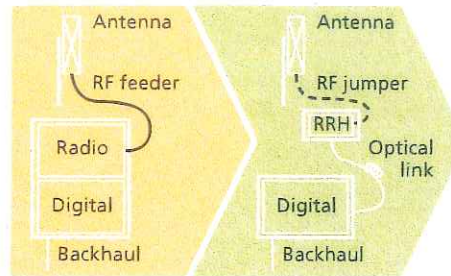 Antenna
RF feeder
Radio
Digital
Backhaul
Antenna
RF jumper
RRH
Optical
link
Digital
Backhaul